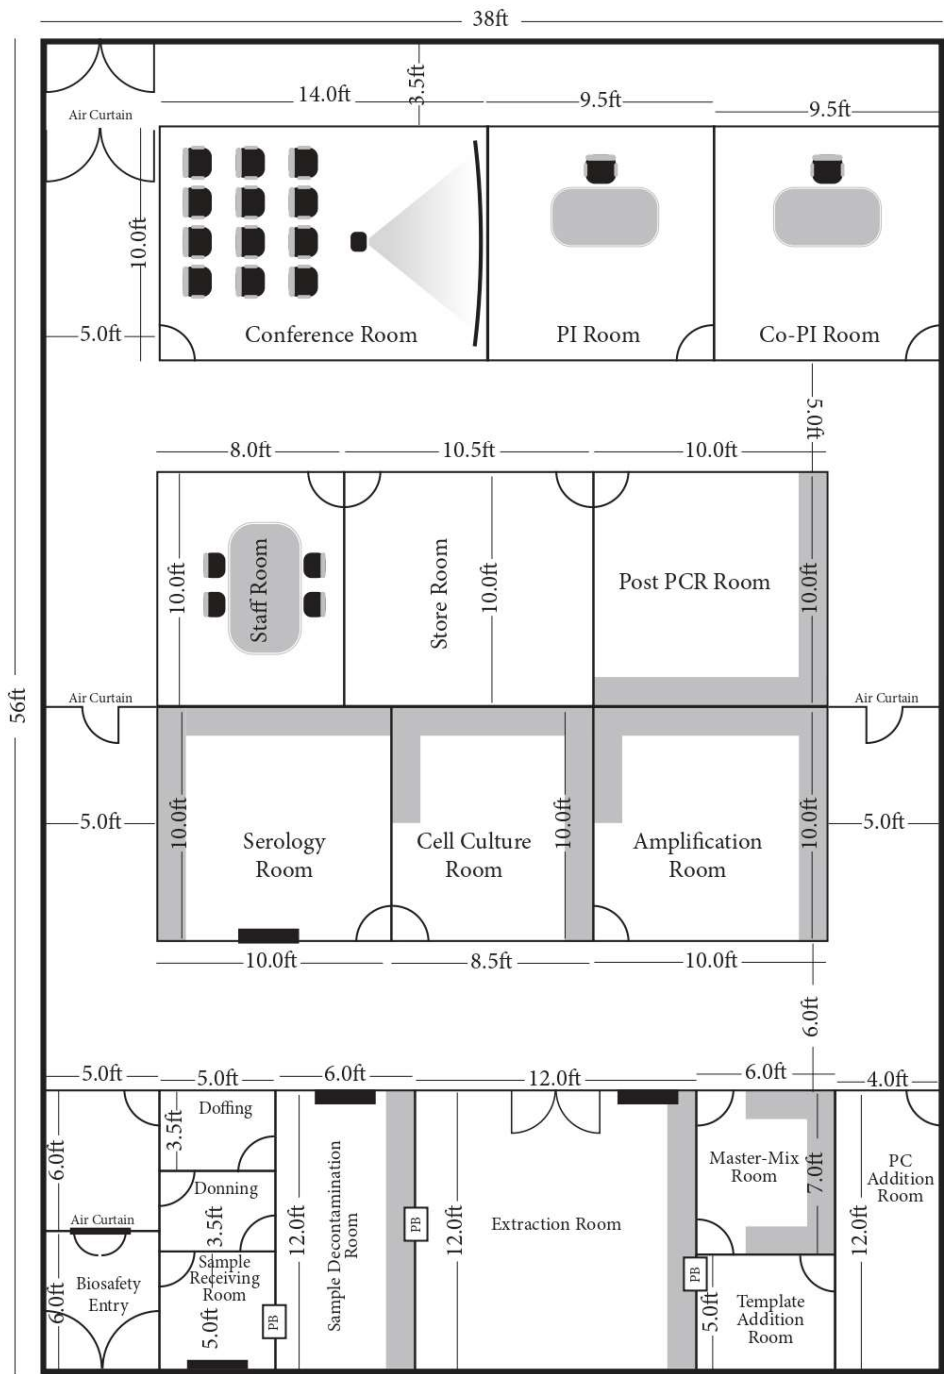 38ft
14.0ft
3.5ft
9.5ft
9.5ft
Air Curtain
10.0ft
5.0ft
Conference Room
PI Room
Co-PI Room
5.0ft
8.0ft
10.5ft
10.0ft
10.0ft
Staff Room
Store Room
10.0ft
Post PCR Room
10.0ft
56ft
Air Curtain
Air Curtain
5.0ft
10.0ft
Serology
Room
Cell Culture
Room
10.0ft
Amplification
Room
10.0ft
5.0ft
10.0ft
8.5ft
10.0ft
6.0ft
5.0ft
5.0ft
6.0ft
12.0ft
6.0ft
4.0ft
6.0ft
Air Curtain
6.0ft
Biosafety
Entry
3.5ft
Doffing
Donning
3.5ft
Sample
Receiving
Room
5.0ft
PB
12.0ft
Sample Decontamination
Room
PB
12.0ft
Extraction Room
PB
Master-Mix
Room
7.0ft
5.0ft
Template
Addition
Room
12.0ft
PC
Addition
Room